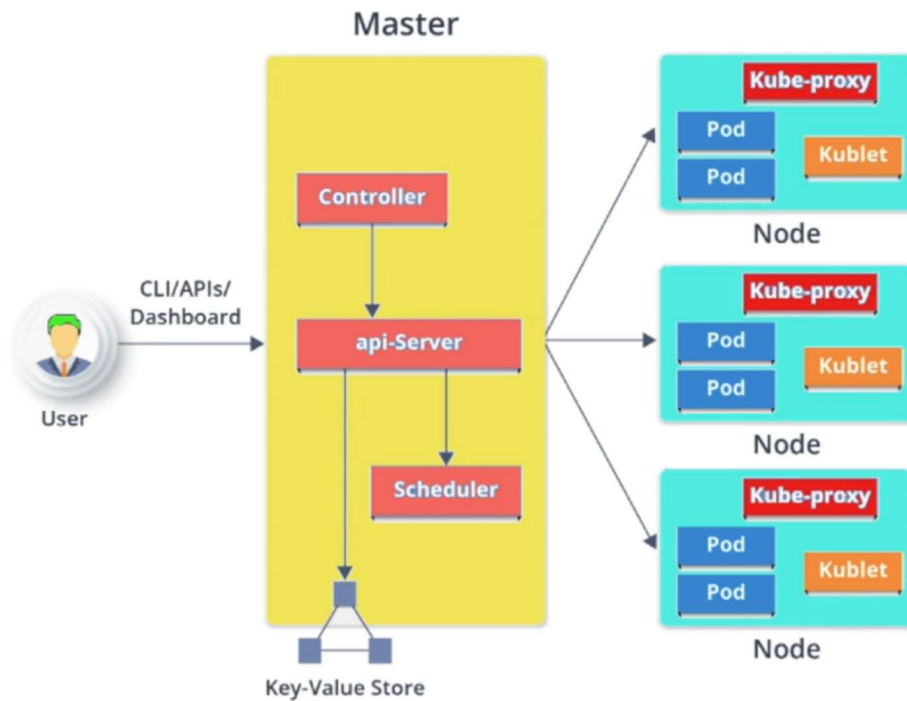 Master
Controller
api-Server
Scheduler
Key-Value Store
CLI/APIs/
Dashboard
User
Kube-proxy
Pod
Pod
Kublet
Node
Kube-proxy
Pod
Pod
Kublet
Node
Kube-proxy
Pod
Pod
Kublet
Node